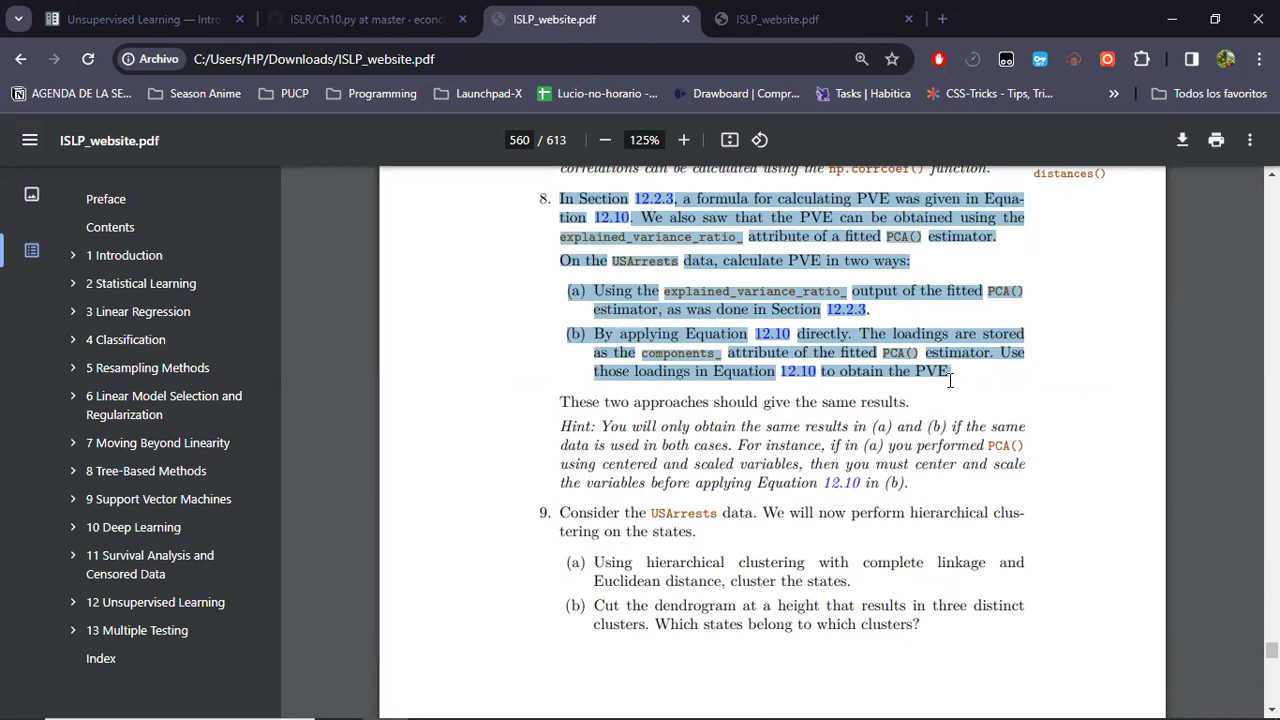 Unsupervised Learning — Intro
ISLR/Ch10.py at master · econo
ISLP_website.pdf
ISLP_website.pdf
Archivo
C:/Users/HP/Downloads/ISLP_website.pdf
AGENDA DE LA SE...
Season Anime
PUCP
Programming
Launchpad-X
Lucio-no-horario -...
Drawboard | Compr...
Tasks | Habitica
CSS-Tricks - Tips, Tri...
»
Todos los favoritos
ISLP_website.pdf
560 / 613
125%
Preface
Contents
1 Introduction
2 Statistical Learning
3 Linear Regression
4 Classification
5 Resampling Methods
6 Linear Model Selection and
Regularization
7 Moving Beyond Linearity
8 Tree-Based Methods
9 Support Vector Machines
10 Deep Learning
11 Survival Analysis and
Censored Data
12 Unsupervised Learning
13 Multiple Testing
Index
correlations can be calculated using the np.corrcoef() function.
distances()
8. In Section 12.2.3, a formula for calculating PVE was given in Equa-
tion 12.10. We also saw that the PVE can be obtained using the
explained_variance_ratio_ attribute of a fitted PCA() estimator.
On the USArrests data, calculate PVE in two ways:
(a) Using the explained_variance_ratio_ output of the fitted PCA()
estimator, as was done in Section 12.2.3.
(b) By applying Equation 12.10 directly. The loadings are stored
as the components_ attribute of the fitted PCA() estimator. Use
those loadings in Equation 12.10 to obtain the PVE.
These two approaches should give the same results.
Hint: You will only obtain the same results in (a) and (b) if the same
data is used in both cases. For instance, if in (a) you performed PCA()
using centered and scaled variables, then you must center and scale
the variables before applying Equation 12.10 in (b).
9. Consider the USArrests data. We will now perform hierarchical clus-
tering on the states.
(a) Using hierarchical clustering with complete linkage and
Euclidean distance, cluster the states.
(b) Cut the dendrogram at a height that results in three distinct
clusters. Which states belong to which clusters?